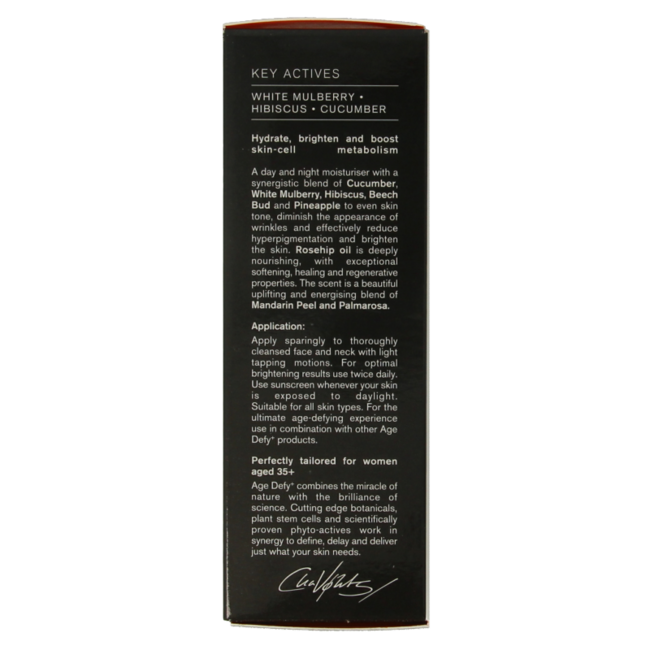 KEY ACTIVES
WHITE MULBERRY •
HIBISCUS • CUCUMBER
Hydrate, brighten and boost
skin-cell metabolism
A day and night moisturiser with a
synergistic blend of Cucumber,
White Mulberry, Hibiscus, Beech
Bud and Pineapple to even skin
tone, diminish the appearance of
wrinkles and effectively reduce
hyperpigmentation and brighten
the skin. Rosehip oil is deeply
nourishing, with exceptional
softening, healing and regenerative
properties. The scent is a beautiful
uplifting and energising blend of
Mandarin Peel and Palmarosa.
Application:
Apply sparingly to thoroughly
cleansed face and neck with light
tapping motions. For optimal
brightening results use twice daily.
Use sunscreen whenever your skin
is exposed to daylight.
Suitable for all skin types. For the
ultimate age-defying experience
use in combination with other Age
Defy+ products.
Perfectly tailored for women
aged 35+
Age Defy+ combines the miracle of
nature with the brilliance of
science. Cutting edge botanicals,
plant stem cells and scientifically
proven phyto-actives work in
synergy to define, delay and deliver
just what your skin needs.